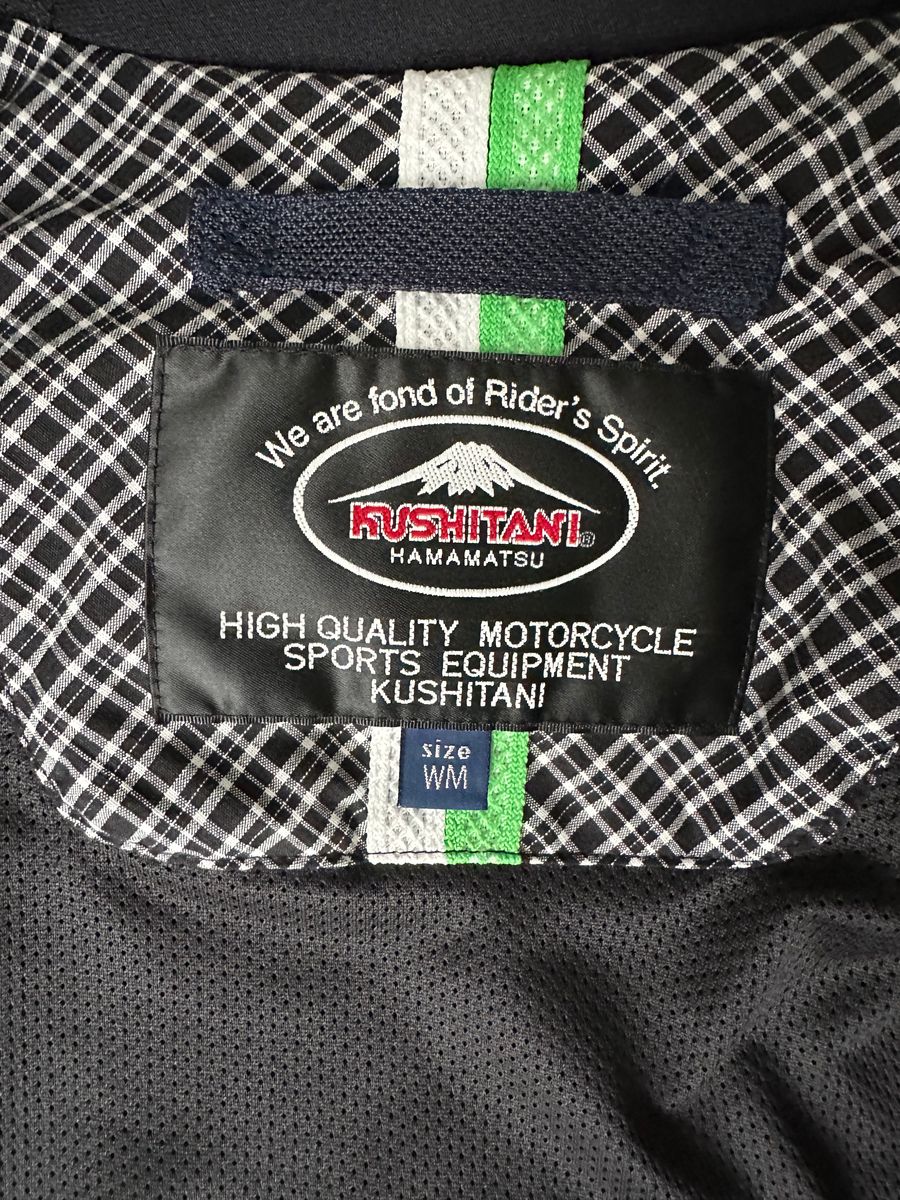 We are fond of Rider's Spirit.
KUSHITANI®
HAMAMATSU
HIGH QUALITY MOTORCYCLE
SPORTS EQUIPMENT
KUSHITANI
size
WM